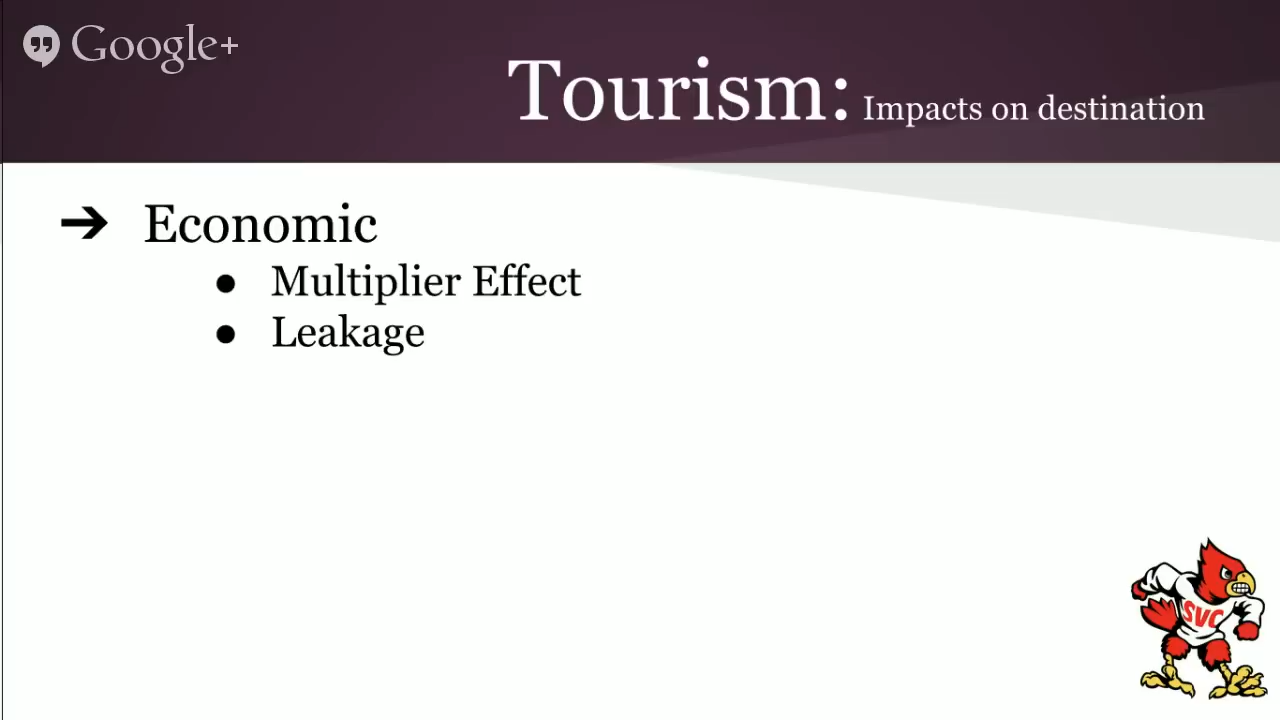 Google+
Tourism: Impacts on destination
➔ Economic
● Multiplier Effect
● Leakage
SVC